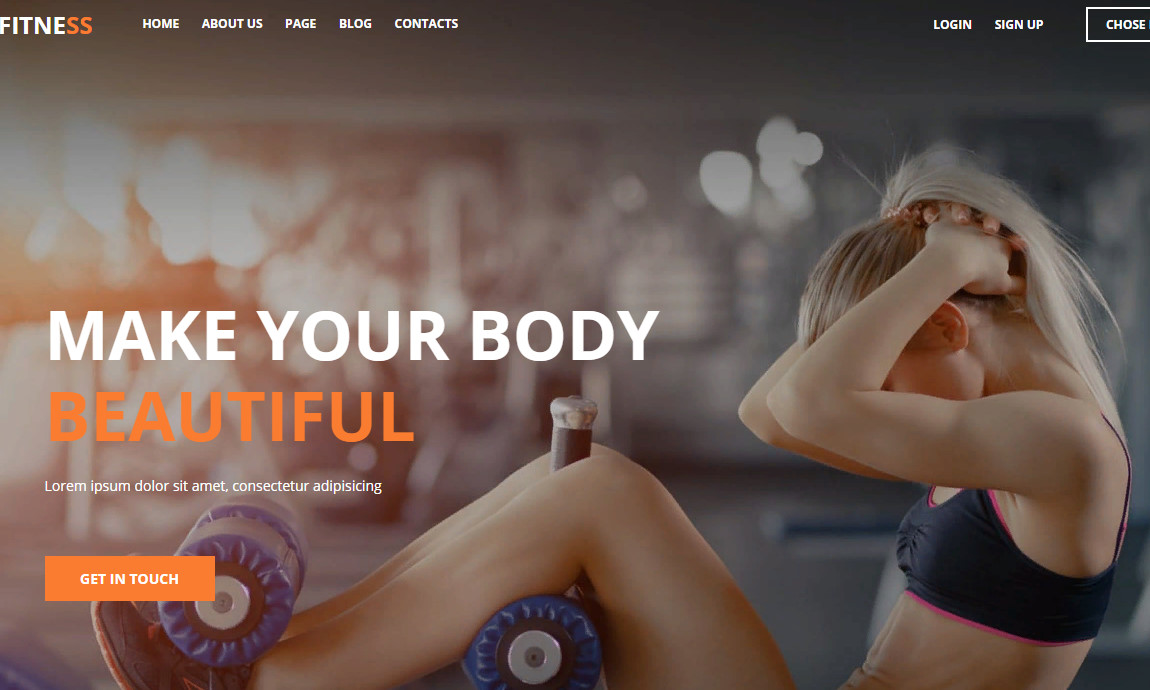 FITNESS
HOME ABOUT US PAGE BLOG CONTACTS
LOGIN SIGN UP CHOSE
MAKE YOUR BODY
BEAUTIFUL
Lorem ipsum dolor sit amet, consectetur adipisicing
GET IN TOUCH